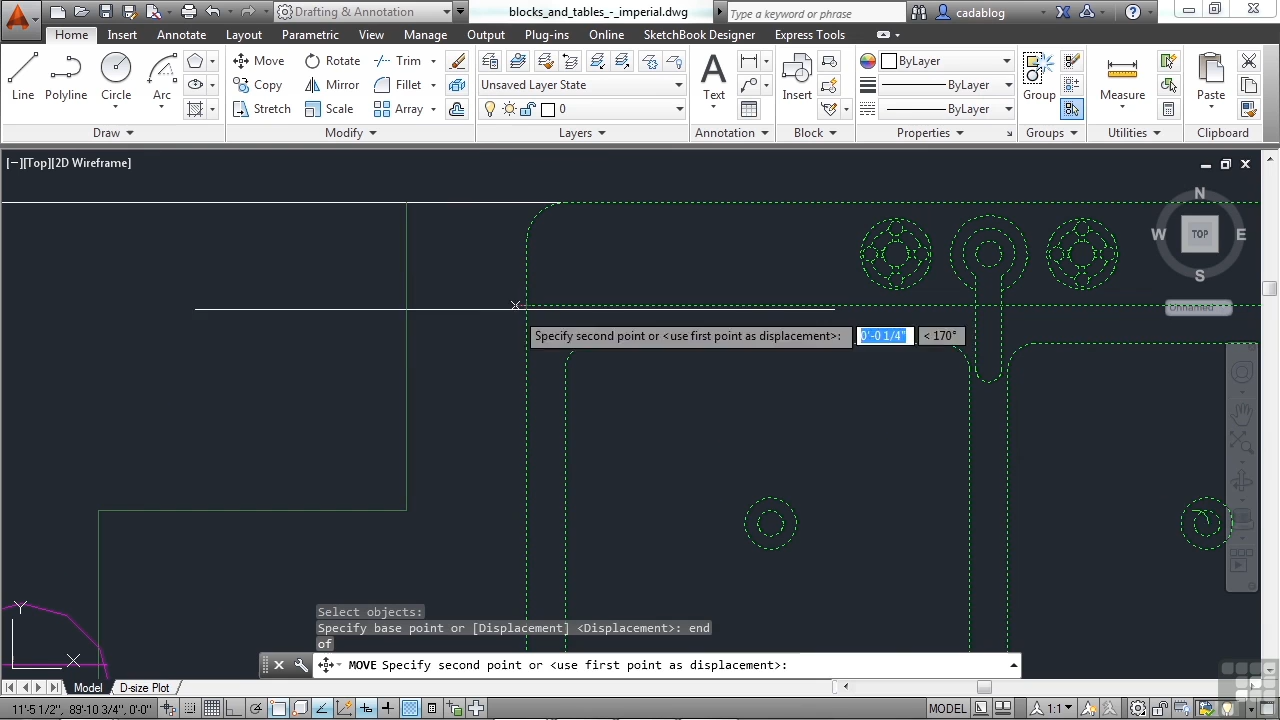 Drafting & Annotation
blocks_and_tables_-_imperial.dwg
Type a keyword or phrase
cadablog
Home Insert Annotate Layout Parametric View Manage Output Plug-ins Online SketchBook Designer Express Tools
Line
Polyline
Circle
Arc
Draw
Move Rotate Trim
Copy Mirror Fillet
Stretch Scale Array
Modify
Unsaved Layer State
0
Layers
Text
Annotation
Insert
Block
ByLayer
ByLayer
ByLayer
Properties
Group
Groups
Measure
Utilities
Paste
Clipboard
[−][Top][2D Wireframe]
N
W TOP E
S
Unnamed
Specify second point or <use first point as displacement>: 0'-0 1/4" < 170°
Y
X
Select objects:
Specify base point or [Displacement] <Displacement>: end
of
MOVE Specify second point or <use first point as displacement>:
Model D-size Plot
11'-5 1/2", 89'-10 3/4", 0'-0"
MODEL
1:1